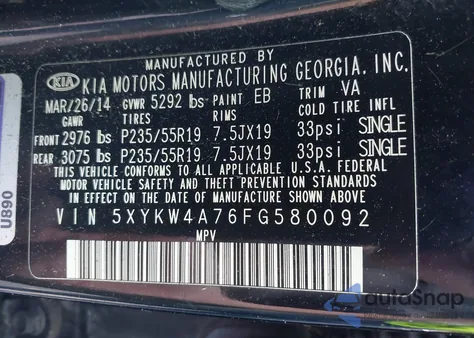 MANUFACTURED BY
KIA KIA MOTORS MANUFACTURING GEORGIA, INC.
MAR/26/14 GVWR 5292 lbs PAINT EB TRIM VA
GAWR TIRES RIMS COLD TIRE INFL
FRONT 2976 lbs P235/55R19 7.5JX19 33psi SINGLE
REAR 3075 lbs P235/55R19 7.5JX19 33psi SINGLE
THIS VEHICLE CONFORMS TO ALL APPLICABLE U.S.A. FEDERAL
MOTOR VEHICLE SAFETY, BUMPER, AND THEFT PREVENTION STANDARDS
IN EFFECT ON THE DATE OF MANUFACTURE SHOWN ABOVE.
VIN 5XYKW4A76FG580092
MPV
U890
autoSnap